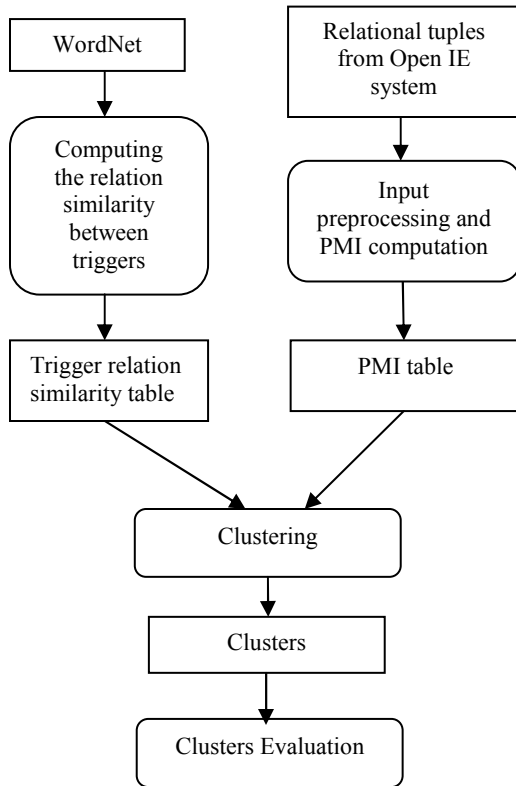 WordNet
Relational tuples
from Open IE
system
Computing
the relation
similarity
between
triggers
Input
preprocessing and
PMI computation
Trigger relation
similarity table
PMI table
Clustering
Clusters
Clusters Evaluation